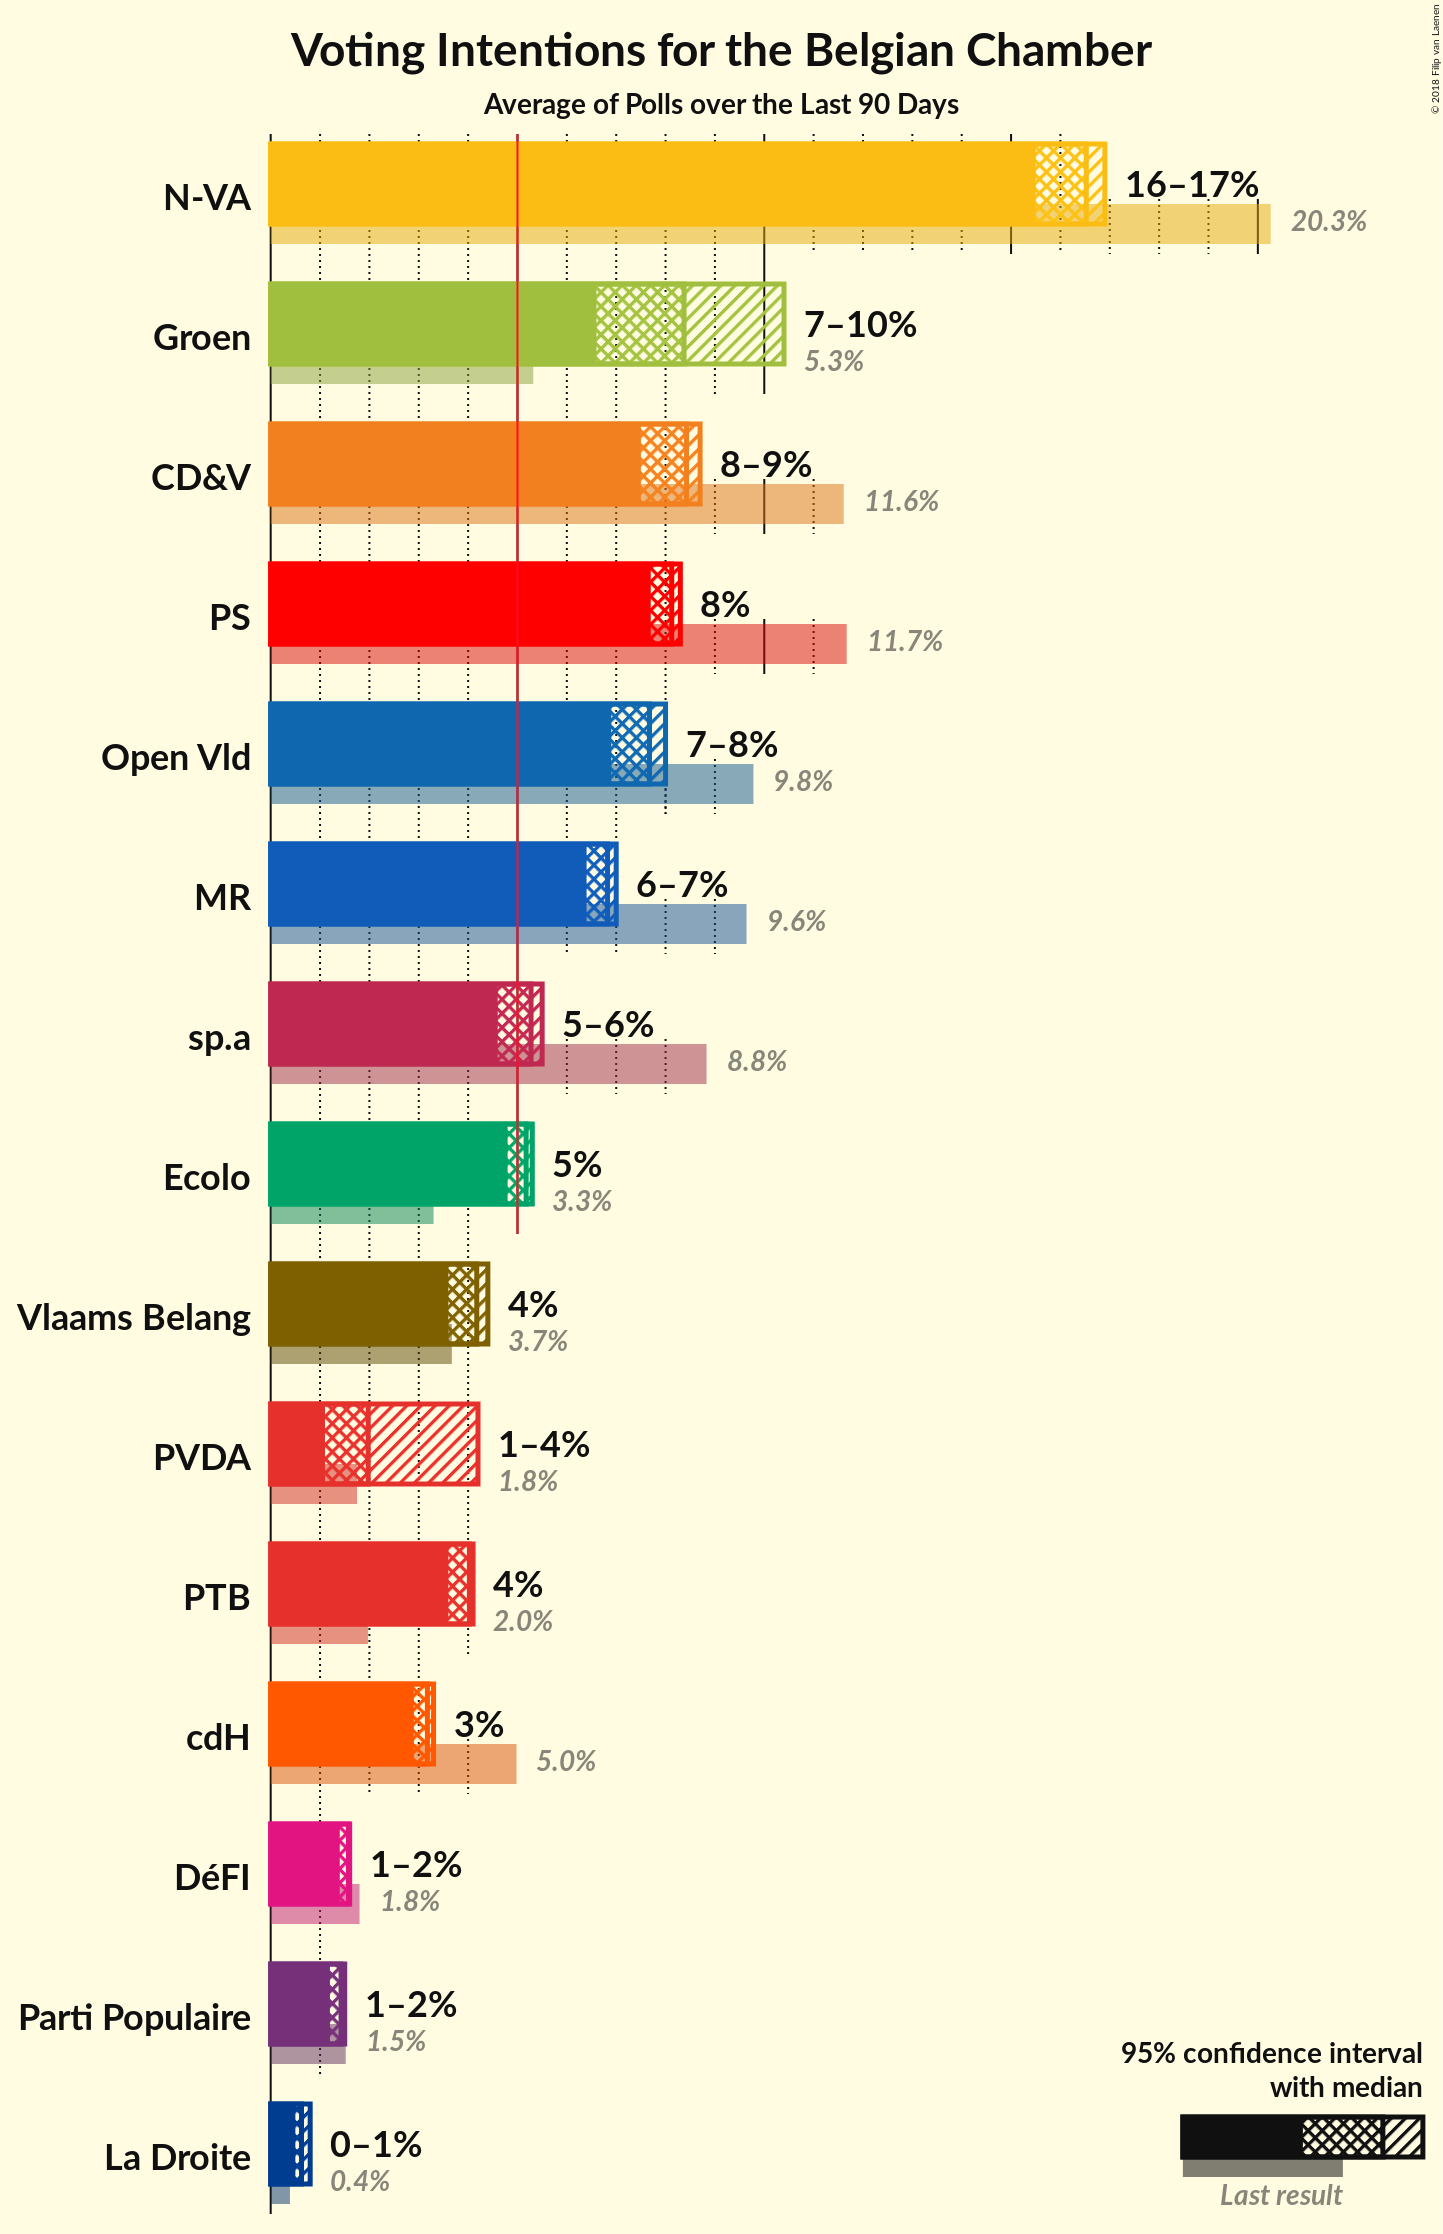 © 2018 Filip van Laenen
Voting Intentions for the Belgian Chamber
Average of Polls over the Last 90 Days
N-VA
16–17%
20.3%
Groen
7–10%
5.3%
CD&V
8–9%
11.6%
PS
8%
11.7%
Open Vld
7–8%
9.8%
MR
6–7%
9.6%
sp.a
5–6%
8.8%
Ecolo
5%
3.3%
Vlaams Belang
4%
3.7%
PVDA
1–4%
1.8%
PTB
4%
2.0%
cdH
3%
5.0%
DéFI
1–2%
1.8%
Parti Populaire
1–2%
1.5%
La Droite
0–1%
0.4%
95% confidence interval
with median
Last result